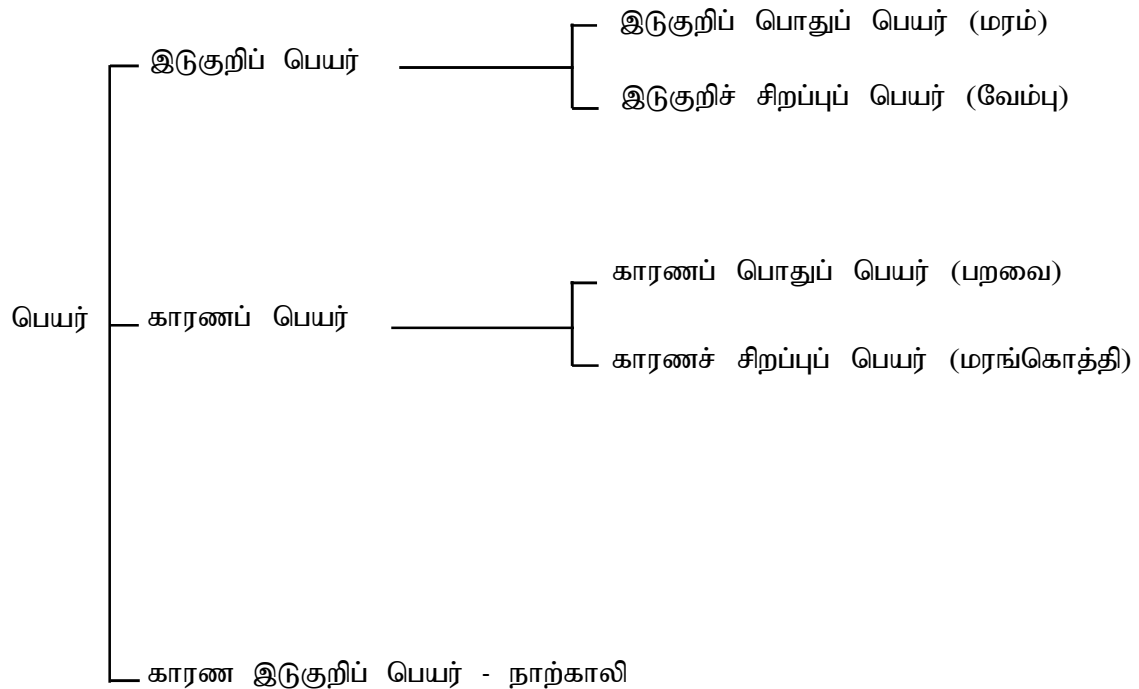 இடுகுறிப் பொதுப் பெயர் (மரம்)
இடுகுறிப் பெயர்
இடுகுறிச் சிறப்புப் பெயர் (வேம்பு)
காரணப் பொதுப் பெயர் (பறவை)
பெயர்
காரணப் பெயர்
காரணச் சிறப்புப் பெயர் (மரங்கொத்தி)
காரண இடுகுறிப் பெயர் - நாற்காலி